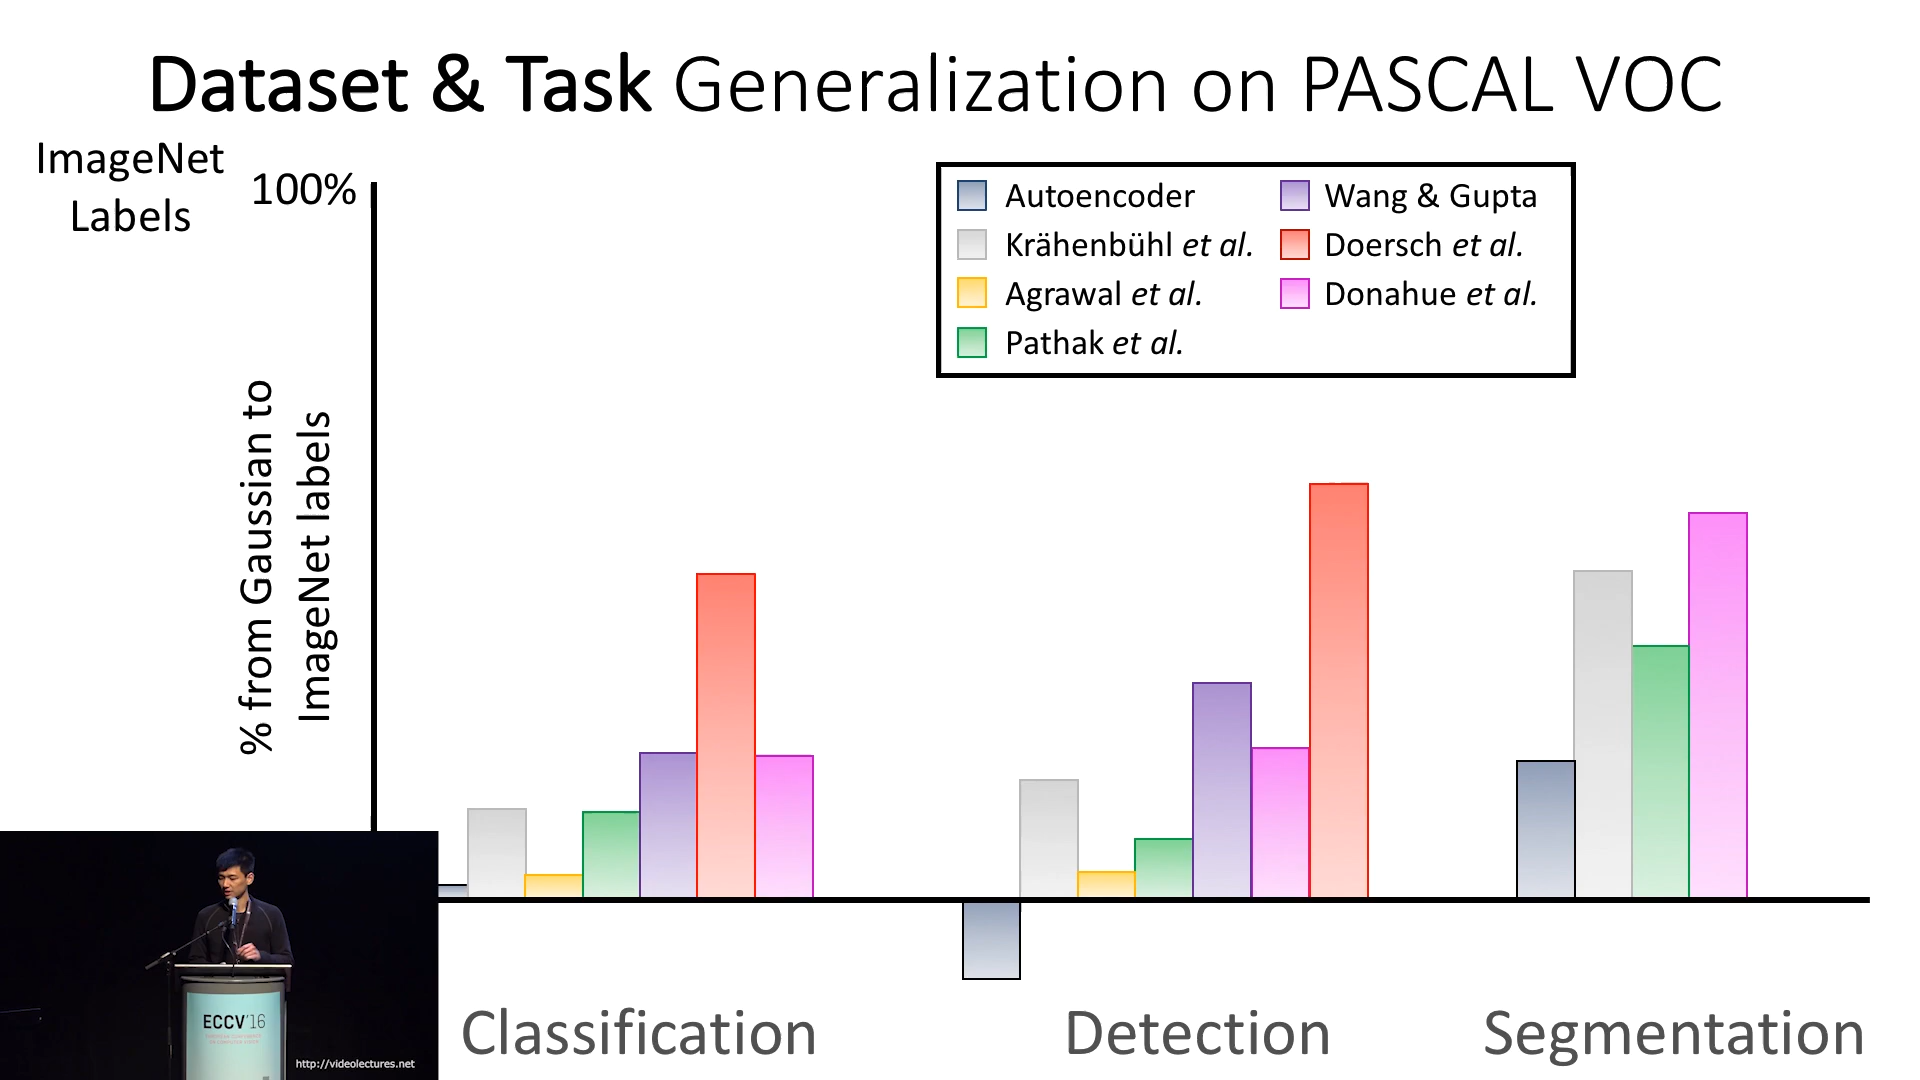 Dataset & Task Generalization on PASCAL VOC
ImageNet
Labels
100%
% from Gaussian to
ImageNet labels
Autoencoder
Krähenbühl et al.
Agrawal et al.
Pathak et al.
Wang & Gupta
Doersch et al.
Donahue et al.
Classification
Detection
Segmentation
ECCV'16
http://videolectures.net